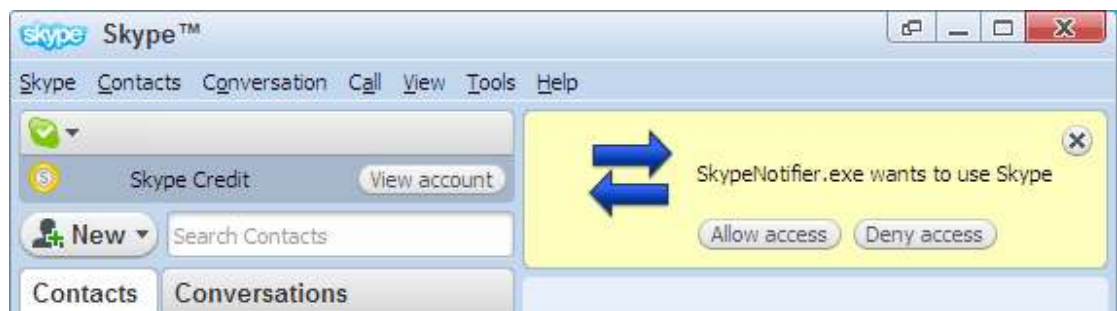 skype Skype™
Skype Contacts Conversation Call View Tools Help
S Skype Credit View account
SkypeNotifier.exe wants to use Skype
Allow access Deny access
New Search Contacts
Contacts Conversations